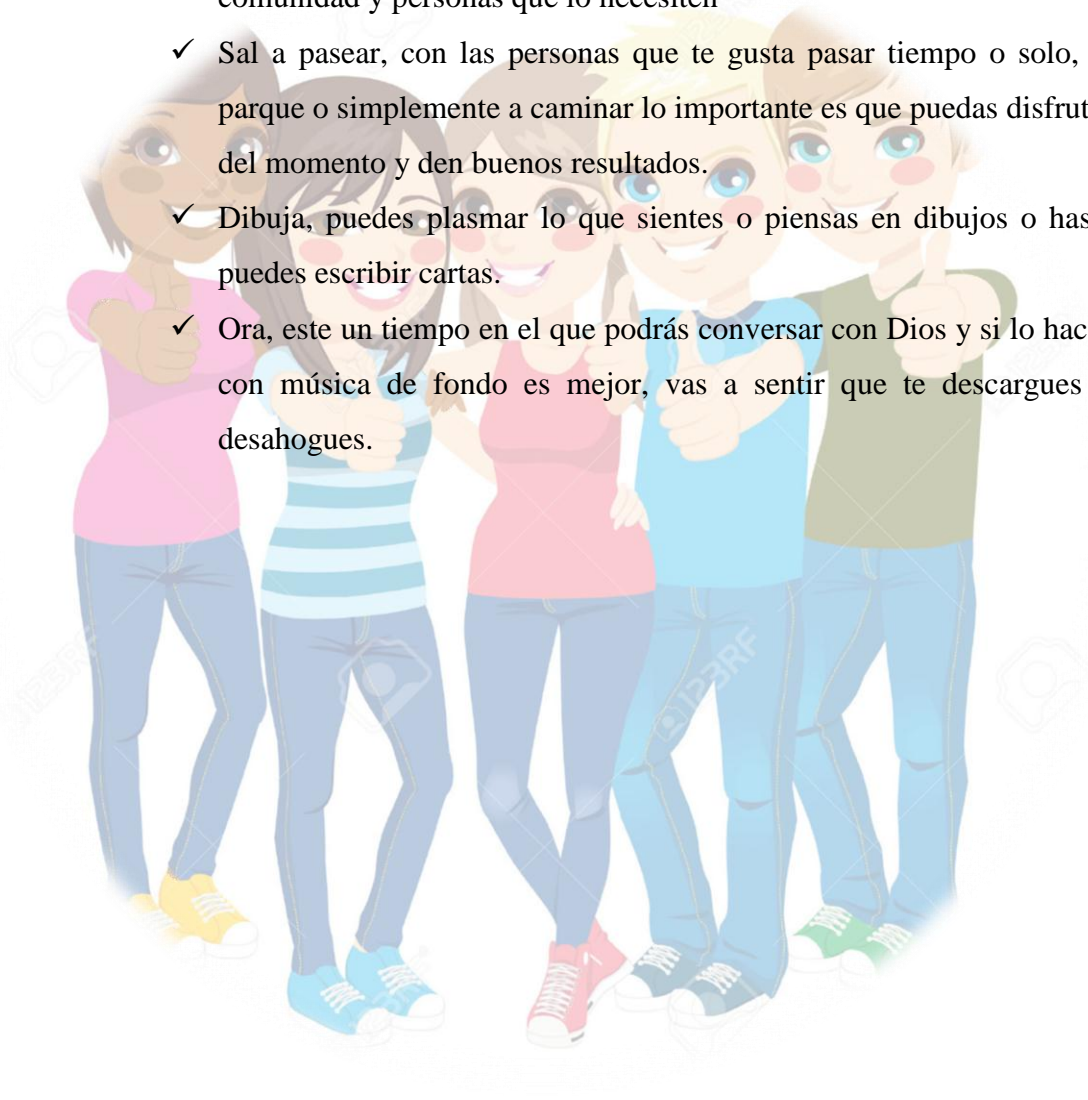 comunidad y personas que lo necesiten
✓ Sal a pasear, con las personas que te gusta pasar tiempo o solo,
parque o simplemente a caminar lo importante es que puedas disfrut
del momento y den buenos resultados.
✓ Dibuja, puedes plasmar lo que sientes o piensas en dibujos o has
puedes escribir cartas.
✓ Ora, este un tiempo en el que podrás conversar con Dios y si lo hac
con música de fondo es mejor, vas a sentir que te descargues
desahogues.
123RF
123RF